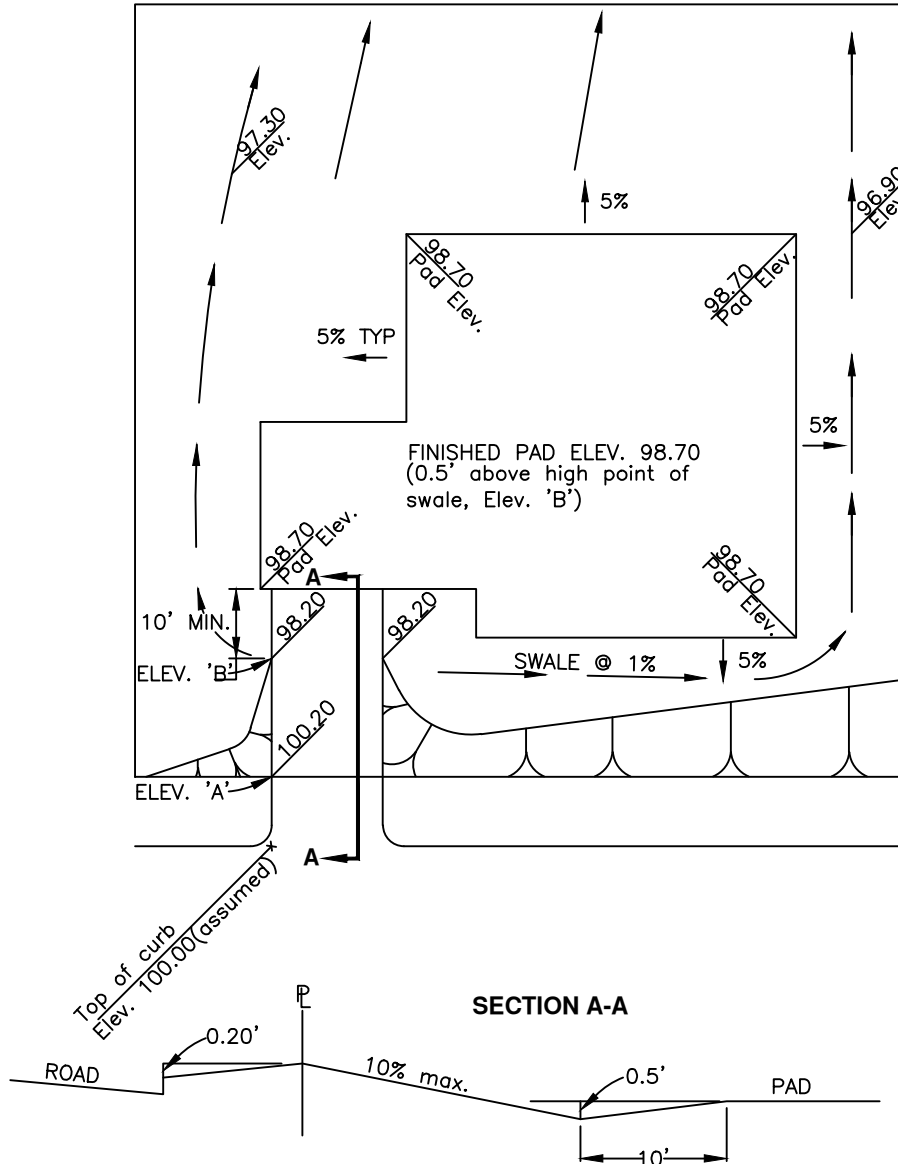 97.30
Elev.
96.90
5%
98.70
Pad Elev.
98.70
Pad Elev.
5% TYP
5%
FINISHED PAD ELEV. 98.70
(0.5' above high point of
swale, Elev. 'B')
98.70
Pad Elev.
98.70
Pad Elev.
A
10' MIN.
98.20
98.20
ELEV. 'B'
SWALE @ 1%
5%
100.20
ELEV. 'A'
A
Top of curb
Elev. 100.00(assumed)
PL
SECTION A-A
0.20'
ROAD
10% max.
0.5'
PAD
10'